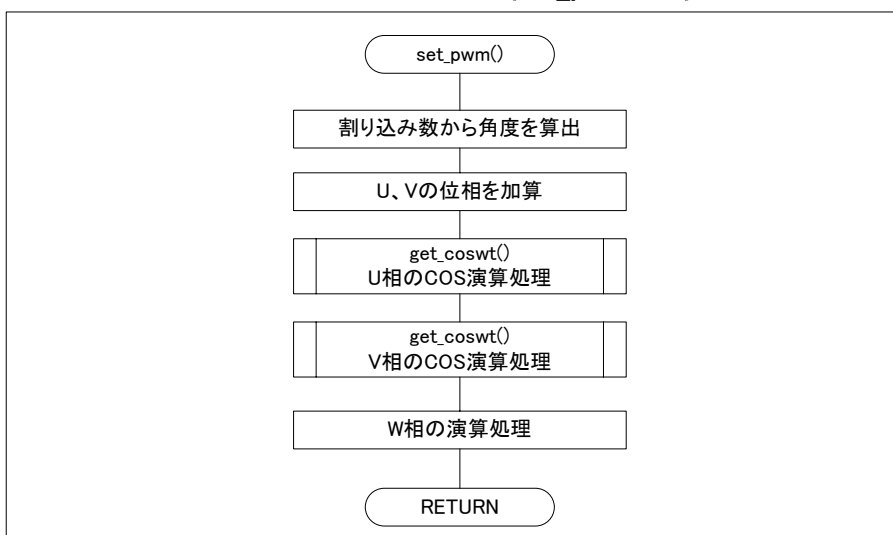 set_pwm()
割り込み数から角度を算出
U、Vの位相を加算
get_coswt()
U相のCOS演算処理
get_coswt()
V相のCOS演算処理
W相の演算処理
RETURN